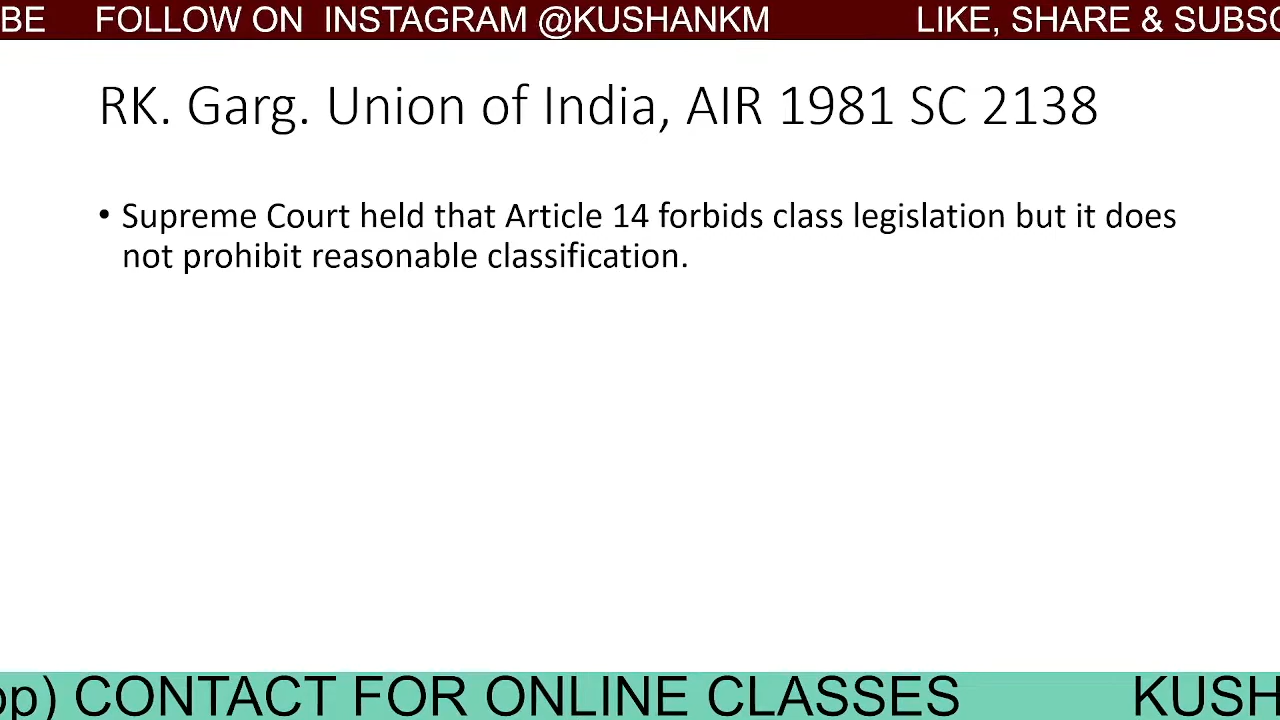 BE FOLLOW ON INSTAGRAM @KUSHANKM LIKE, SHARE & SUBSC
RK. Garg. Union of India, AIR 1981 SC 2138
• Supreme Court held that Article 14 forbids class legislation but it does
not prohibit reasonable classification.
op) CONTACT FOR ONLINE CLASSES KUSH